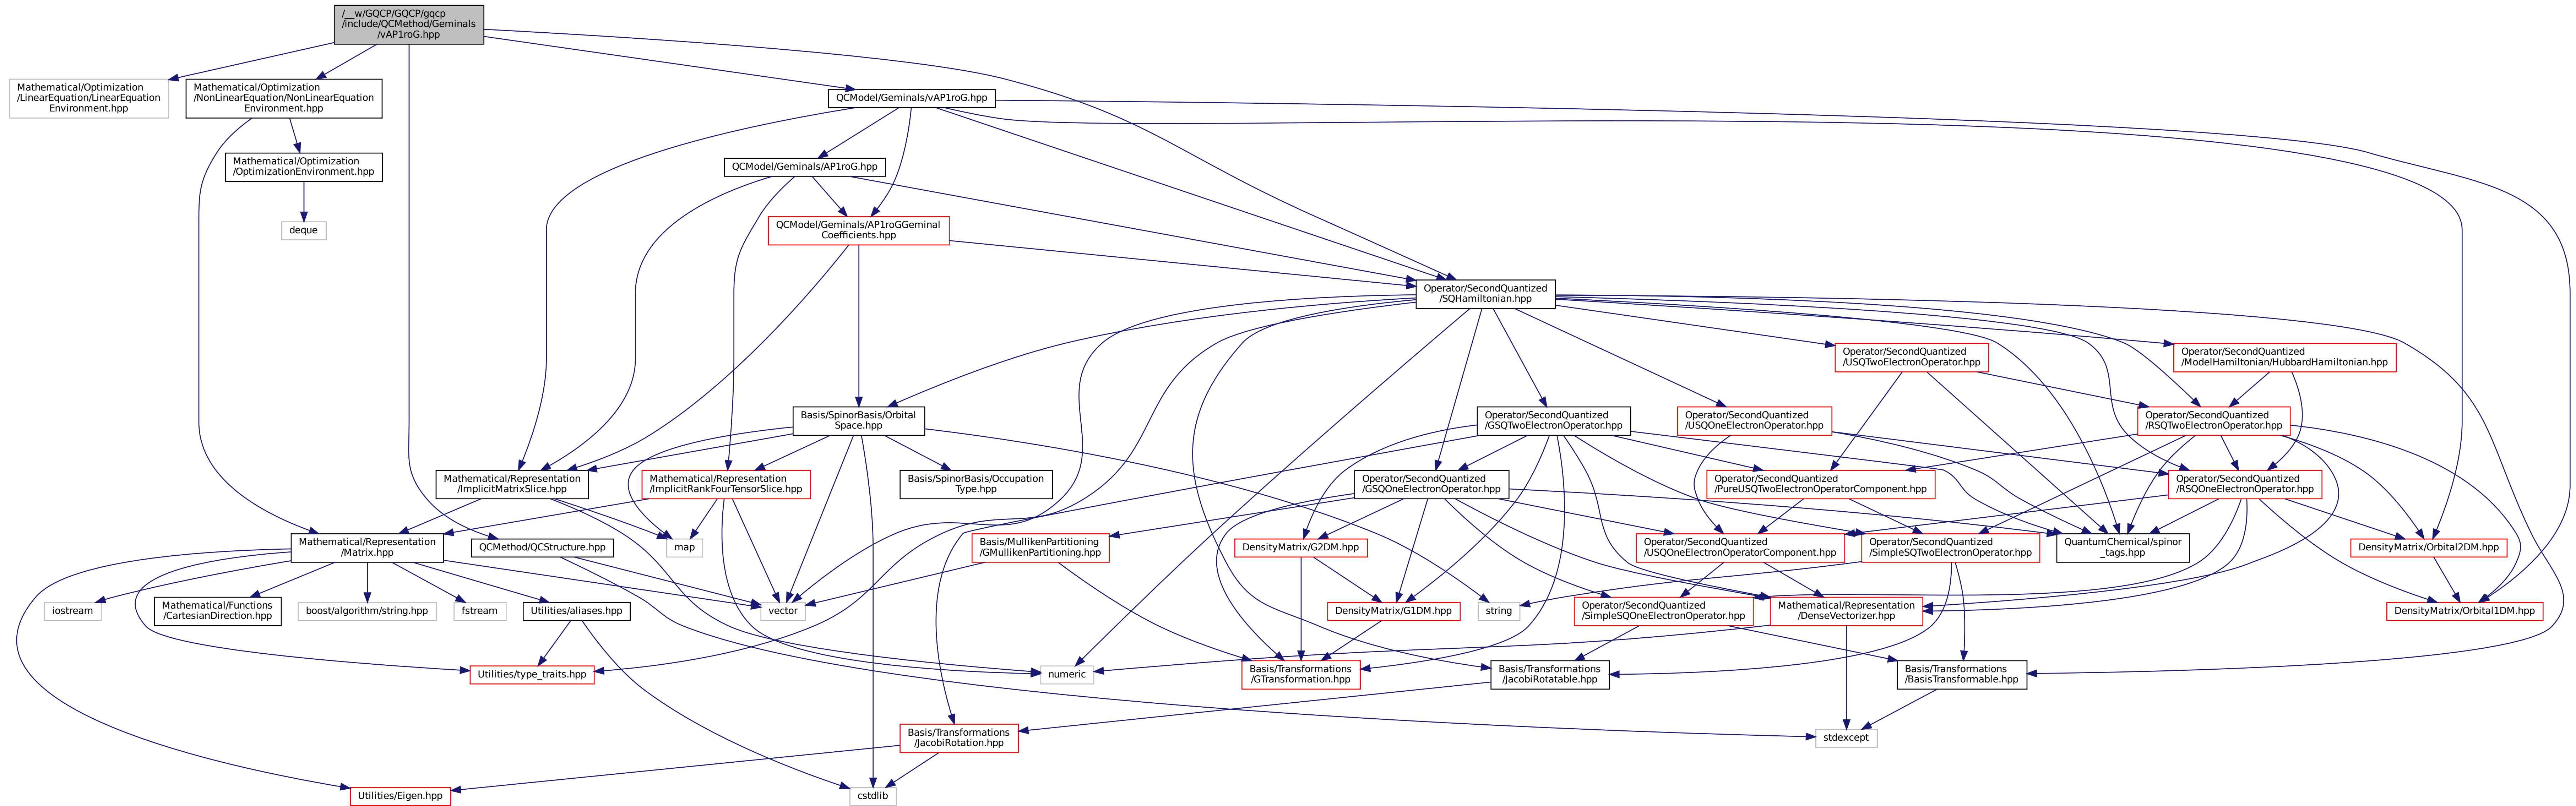 /__w/GQCP/GQCP/gqcp
/include/QCMethod/Geminals
/vAP1roG.hpp
Mathematical/Optimization
/LinearEquation/LinearEquation
Environment.hpp
Mathematical/Optimization
/NonLinearEquation/NonLinearEquation
Environment.hpp
QCModel/Geminals/vAP1roG.hpp
Mathematical/Optimization
/OptimizationEnvironment.hpp
QCModel/Geminals/AP1roG.hpp
deque
QCModel/Geminals/AP1roGGeminal
Coefficients.hpp
Operator/SecondQuantized
/SQHamiltonian.hpp
Operator/SecondQuantized
/USQTwoElectronOperator.hpp
Operator/SecondQuantized
/ModelHamiltonian/HubbardHamiltonian.hpp
Basis/SpinorBasis/Orbital
Space.hpp
Operator/SecondQuantized
/GSQTwoElectronOperator.hpp
Operator/SecondQuantized
/USQOneElectronOperator.hpp
Operator/SecondQuantized
/RSQTwoElectronOperator.hpp
Mathematical/Representation
/ImplicitMatrixSlice.hpp
Mathematical/Representation
/ImplicitRankFourTensorSlice.hpp
Basis/SpinorBasis/Occupation
Type.hpp
Operator/SecondQuantized
/GSQOneElectronOperator.hpp
Operator/SecondQuantized
/PureUSQTwoElectronOperatorComponent.hpp
Operator/SecondQuantized
/RSQOneElectronOperator.hpp
Mathematical/Representation
/Matrix.hpp
QCMethod/QCStructure.hpp
map
Basis/MullikenPartitioning
/GMullikenPartitioning.hpp
DensityMatrix/G2DM.hpp
Operator/SecondQuantized
/USQOneElectronOperatorComponent.hpp
Operator/SecondQuantized
/SimpleSQTwoElectronOperator.hpp
QuantumChemical/spinor
_tags.hpp
DensityMatrix/Orbital2DM.hpp
iostream
Mathematical/Functions
/CartesianDirection.hpp
boost/algorithm/string.hpp
fstream
Utilities/aliases.hpp
vector
DensityMatrix/G1DM.hpp
string
Operator/SecondQuantized
/SimpleSQOneElectronOperator.hpp
Mathematical/Representation
/DenseVectorizer.hpp
DensityMatrix/Orbital1DM.hpp
Utilities/type_traits.hpp
numeric
Basis/Transformations
/GTransformation.hpp
Basis/Transformations
/JacobiRotatable.hpp
Basis/Transformations
/BasisTransformable.hpp
Basis/Transformations
/JacobiRotation.hpp
stdexcept
Utilities/Eigen.hpp
cstdlib